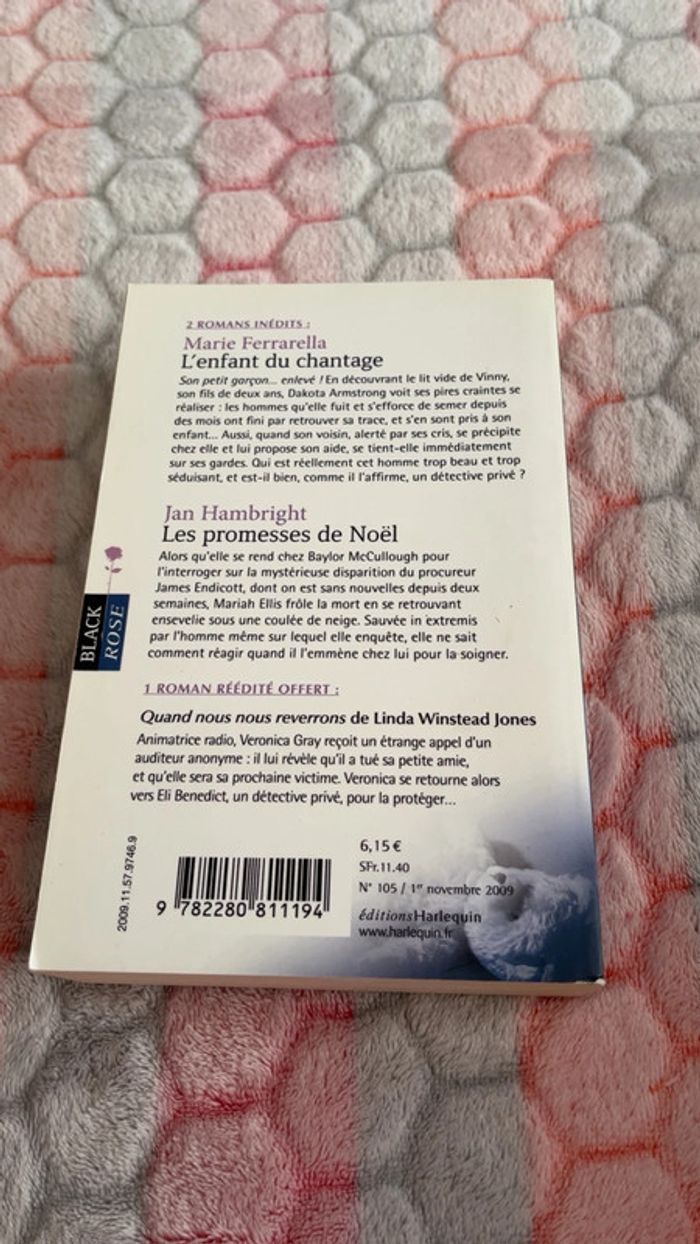 2 ROMANS INÉDITS :
Marie Ferrarella
L'enfant du chantage
Son petit garçon... enlevé ! En découvrant le lit vide de Vinny,
son fils de deux ans, Dakota Armstrong voit ses pires craintes se
réaliser : les hommes qu'elle fuit et s'efforce de semer depuis
des mois ont fini par retrouver sa trace, et s'en sont pris à son
enfant... Aussi, quand son voisin, alerté par ses cris, se précipite
chez elle et lui propose son aide, se tient-elle immédiatement
sur ses gardes. Qui est réellement cet homme trop beau et trop
séduisant, et est-il bien, comme il l'affirme, un détective privé ?
Jan Hambright
Les promesses de Noël
Alors qu'elle se rend chez Baylor McCullough pour
l'interroger sur la mystérieuse disparition du procureur
James Endicott, dont on est sans nouvelles depuis deux
semaines, Mariah Ellis frôle la mort en se retrouvant
ensevelie sous une coulée de neige. Sauvée in extremis
par l'homme même sur lequel elle enquête, elle ne sait
comment réagir quand il l'emmène chez lui pour la soigner.
BLACK
ROSE
1 ROMAN RÉÉDITÉ OFFERT :
Quand nous nous reverrons de Linda Winstead Jones
Animatrice radio, Veronica Gray reçoit un étrange appel d'un
auditeur anonyme : il lui révèle qu'il a tué sa petite amie,
et qu'elle sera sa prochaine victime. Veronica se retourne alors
vers Eli Benedict, un détective privé, pour la protéger...
2009.11.57.9746.9
9 782280 811194
6,15 €
SFr.11.40
N° 105 / 1er novembre 2009
éditionsHarlequin
www.harlequin.fr